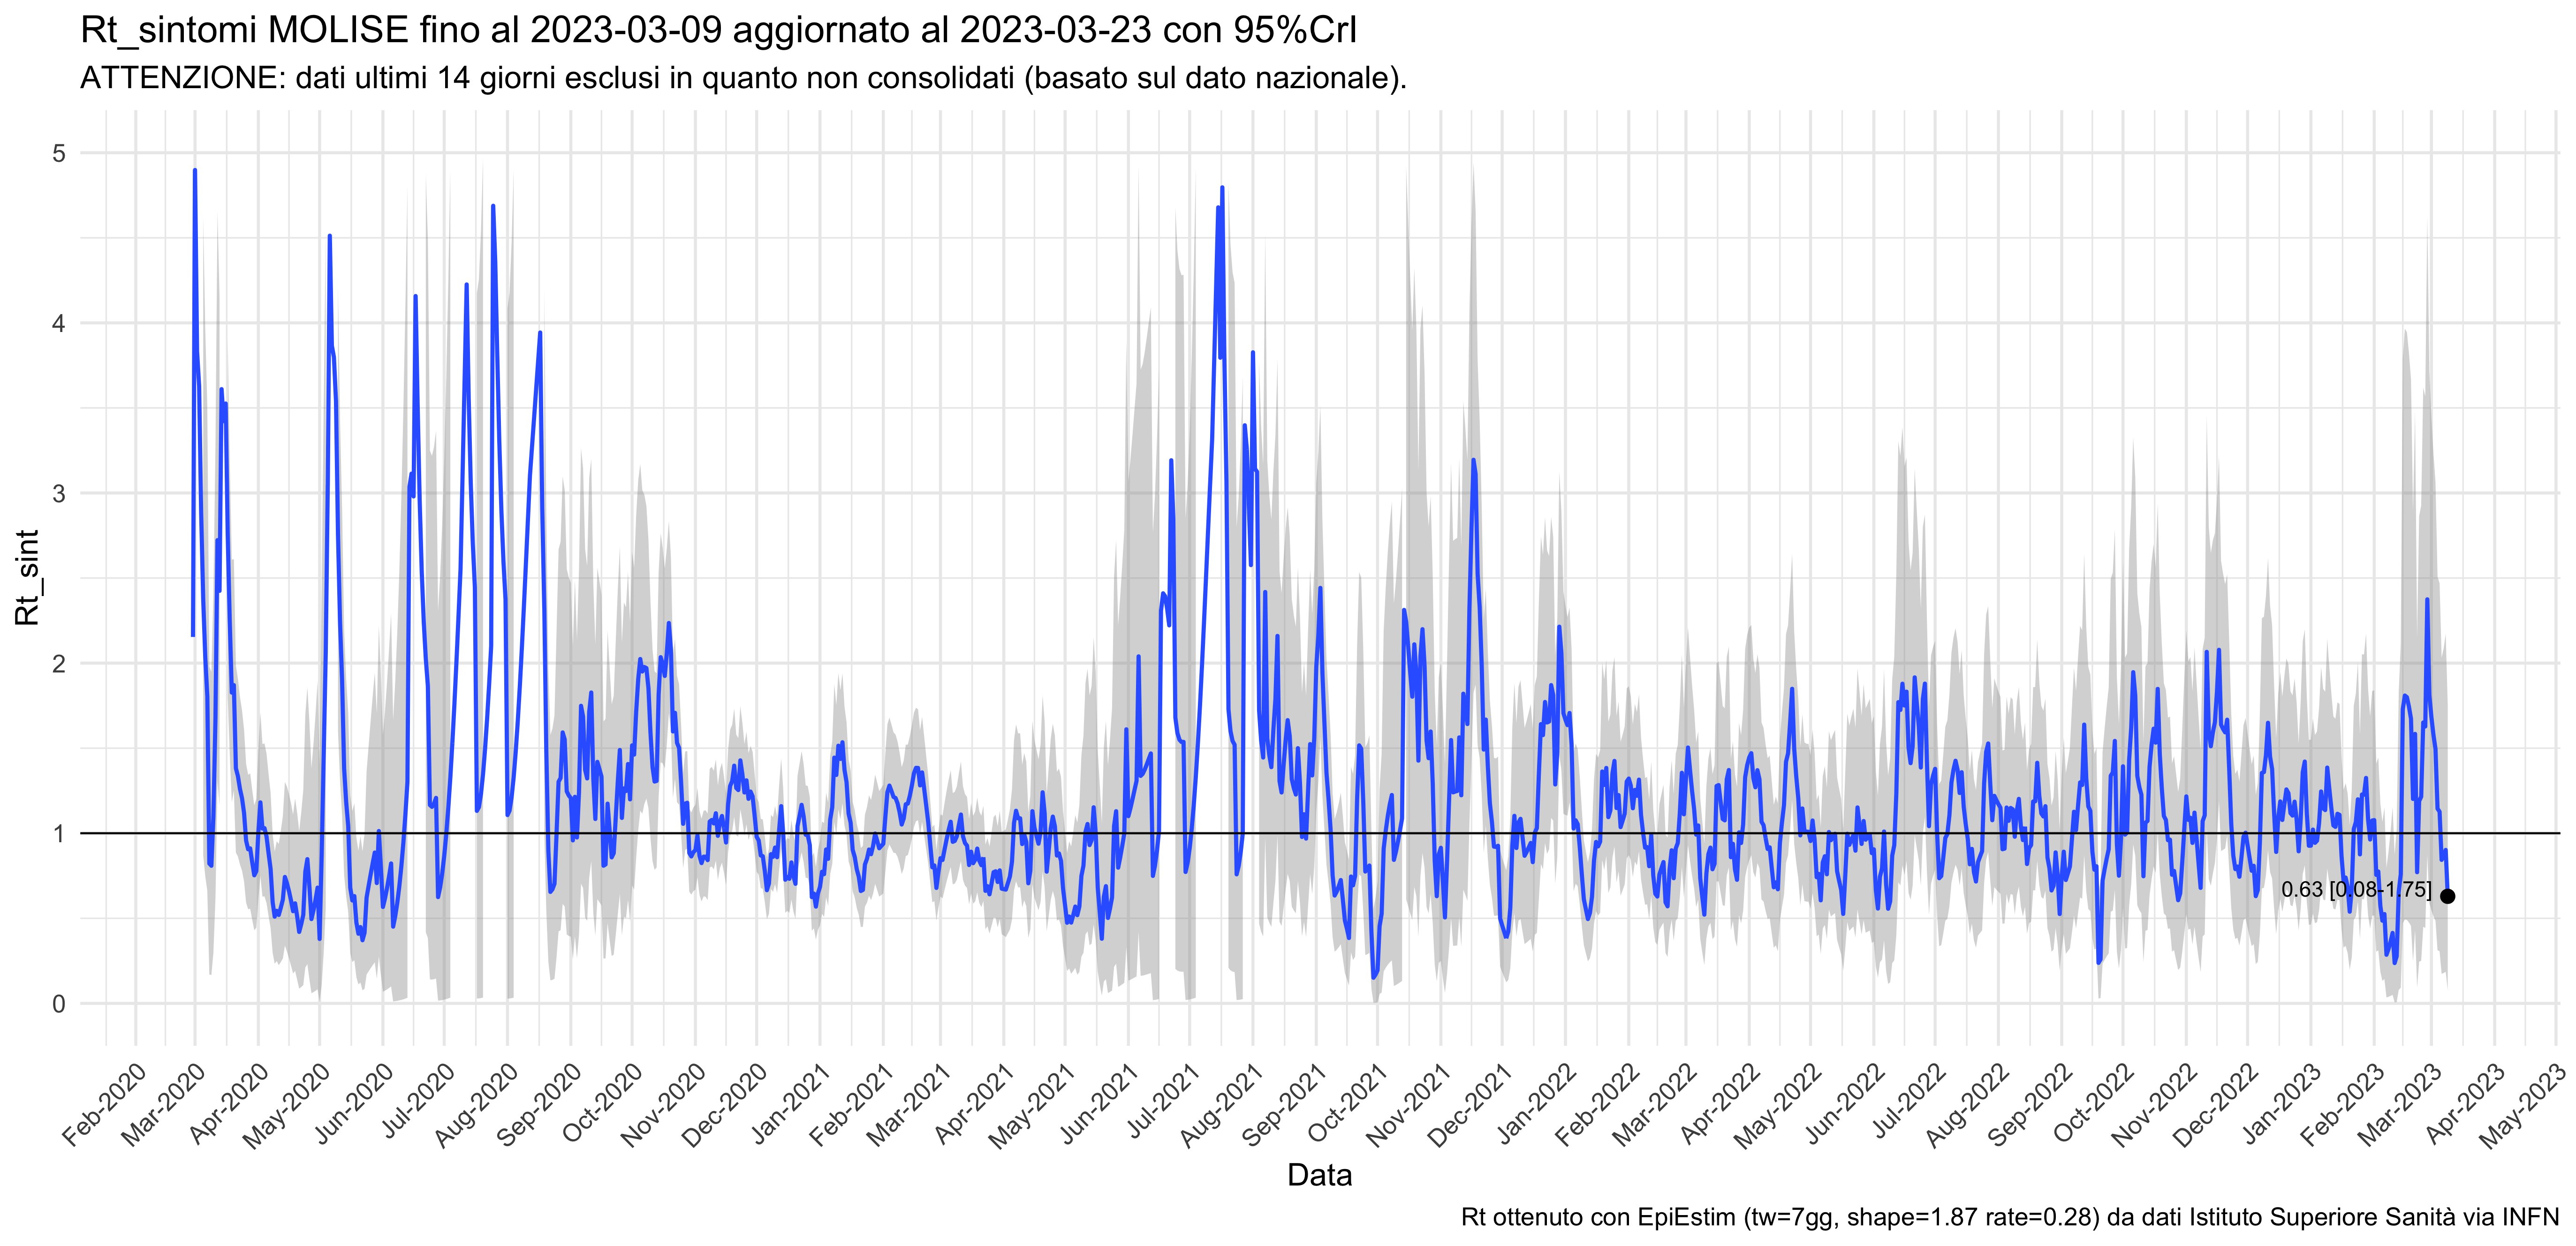 Rt_sintomi MOLISE fino al 2023-03-09 aggiornato al 2023-03-23 con 95%CrI
ATTENZIONE: dati ultimi 14 giorni esclusi in quanto non consolidati (basato sul dato nazionale).
5
4
3
2
1
0
Rt_sint
0.63 [0.08-1.75]
Feb-2020
Mar-2020
Apr-2020
May-2020
Jun-2020
Jul-2020
Aug-2020
Sep-2020
Oct-2020
Nov-2020
Dec-2020
Jan-2021
Feb-2021
Mar-2021
Apr-2021
May-2021
Jun-2021
Jul-2021
Aug-2021
Sep-2021
Oct-2021
Nov-2021
Dec-2021
Jan-2022
Feb-2022
Mar-2022
Apr-2022
May-2022
Jun-2022
Jul-2022
Aug-2022
Sep-2022
Oct-2022
Nov-2022
Dec-2022
Jan-2023
Feb-2023
Mar-2023
Apr-2023
May-2023
Data
Rt ottenuto con EpiEstim (tw=7gg, shape=1.87 rate=0.28) da dati Istituto Superiore Sanità via INFN